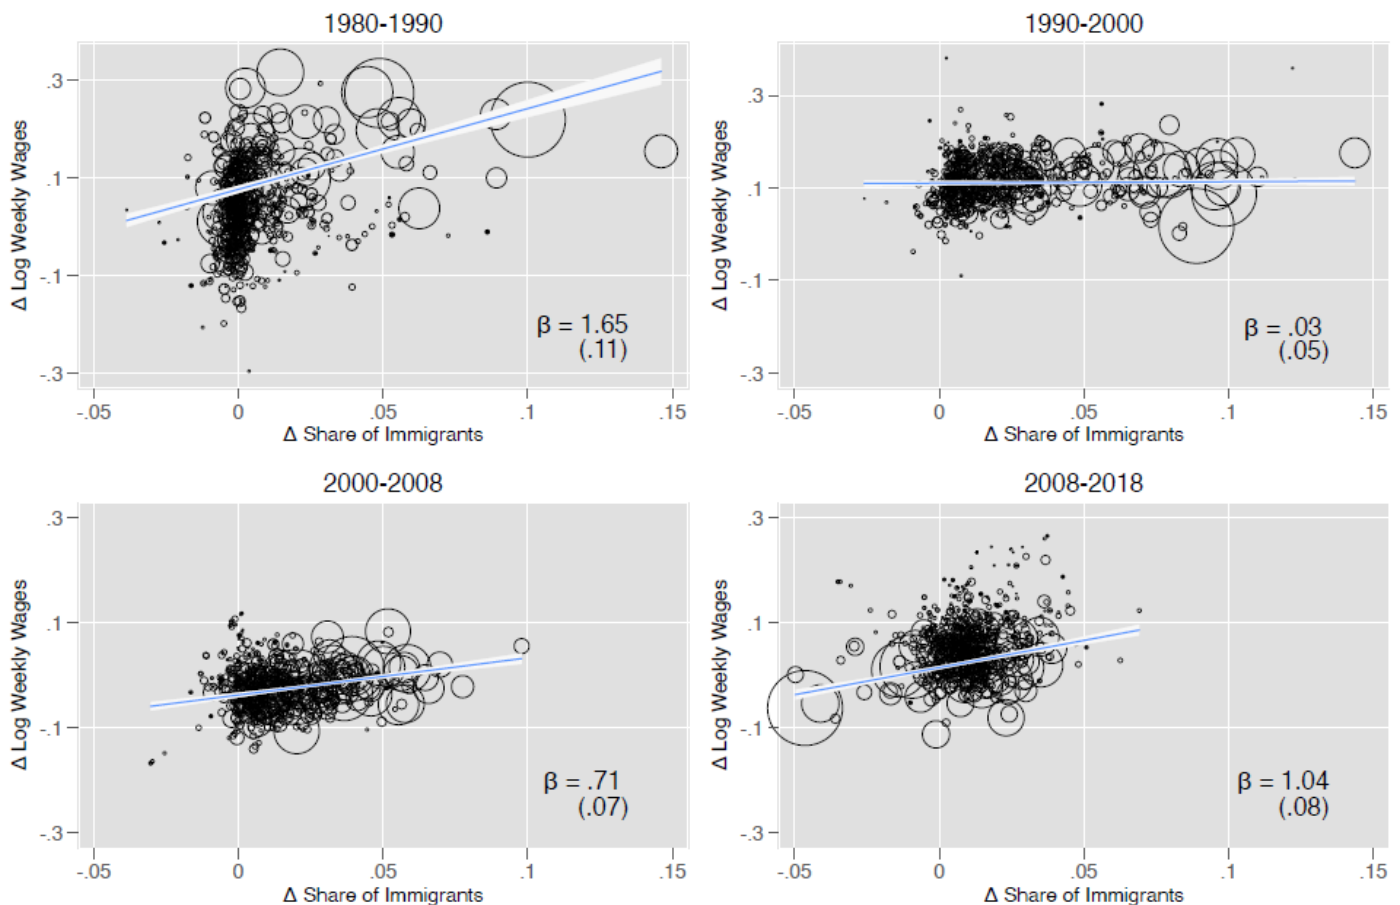 1980-1990
Δ Log Weekly Wages
.3
.1
-.1
-.3
β = 1.65
(.11)
-.05 0 .05 .1 .15
Δ Share of Immigrants
1990-2000
Δ Log Weekly Wages
.3
.1
-.1
-.3
β = .03
(.05)
-.05 0 .05 .1 .15
Δ Share of Immigrants
2000-2008
Δ Log Weekly Wages
.3
.1
-.1
-.3
β = .71
(.07)
-.05 0 .05 .1 .15
Δ Share of Immigrants
2008-2018
Δ Log Weekly Wages
.3
.1
-.1
-.3
β = 1.04
(.08)
-.05 0 .05 .1 .15
Δ Share of Immigrants